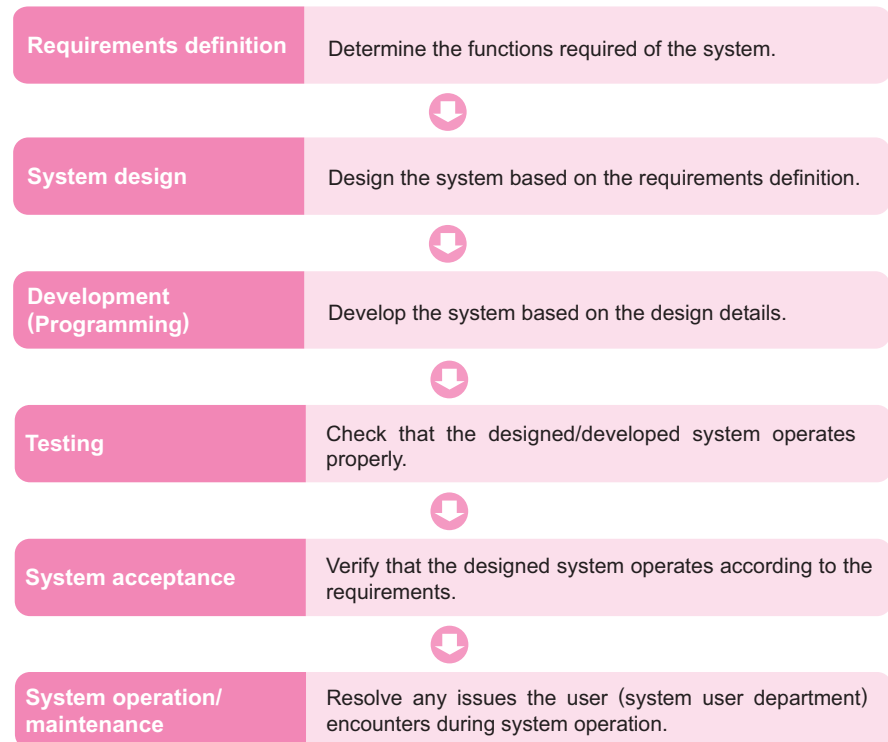 Requirements definition
Determine the functions required of the system.
System design
Design the system based on the requirements definition.
Development
(Programming)
Develop the system based on the design details.
Testing
Check that the designed/developed system operates
properly.
System acceptance
Verify that the designed system operates according to the
requirements.
System operation/
maintenance
Resolve any issues the user (system user department)
encounters during system operation.